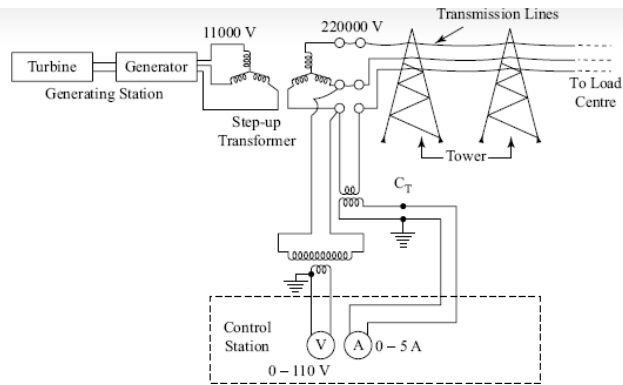 Transmission Lines
11000 V
220000 V
Turbine
Generator
Generating Station
Step-up
Transformer
To Load
Centre
Tower
CT
Control
Station
V
A
0 – 5 A
0 – 110 V